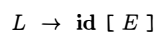 L → id [ E ]